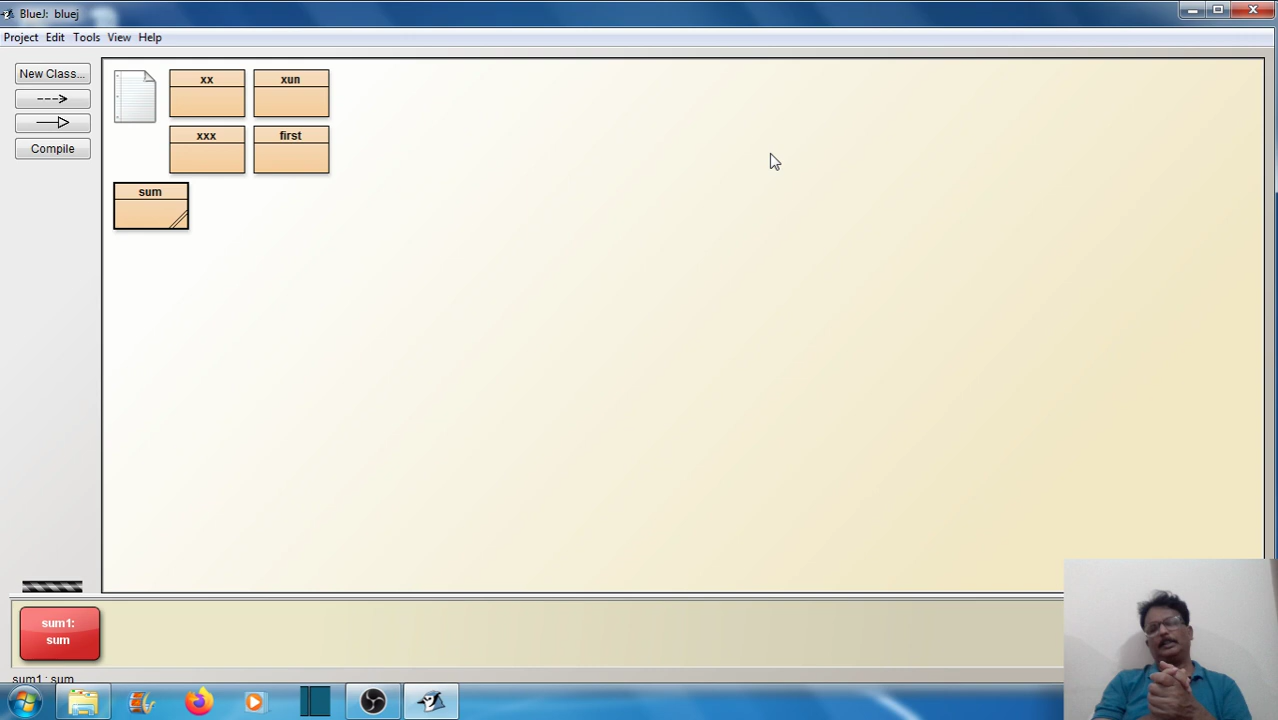 BlueJ: bluej
Project Edit Tools View Help
New Class...
Compile
xx
xun
xxx
first
sum
sum1:
sum
sum1 : sum